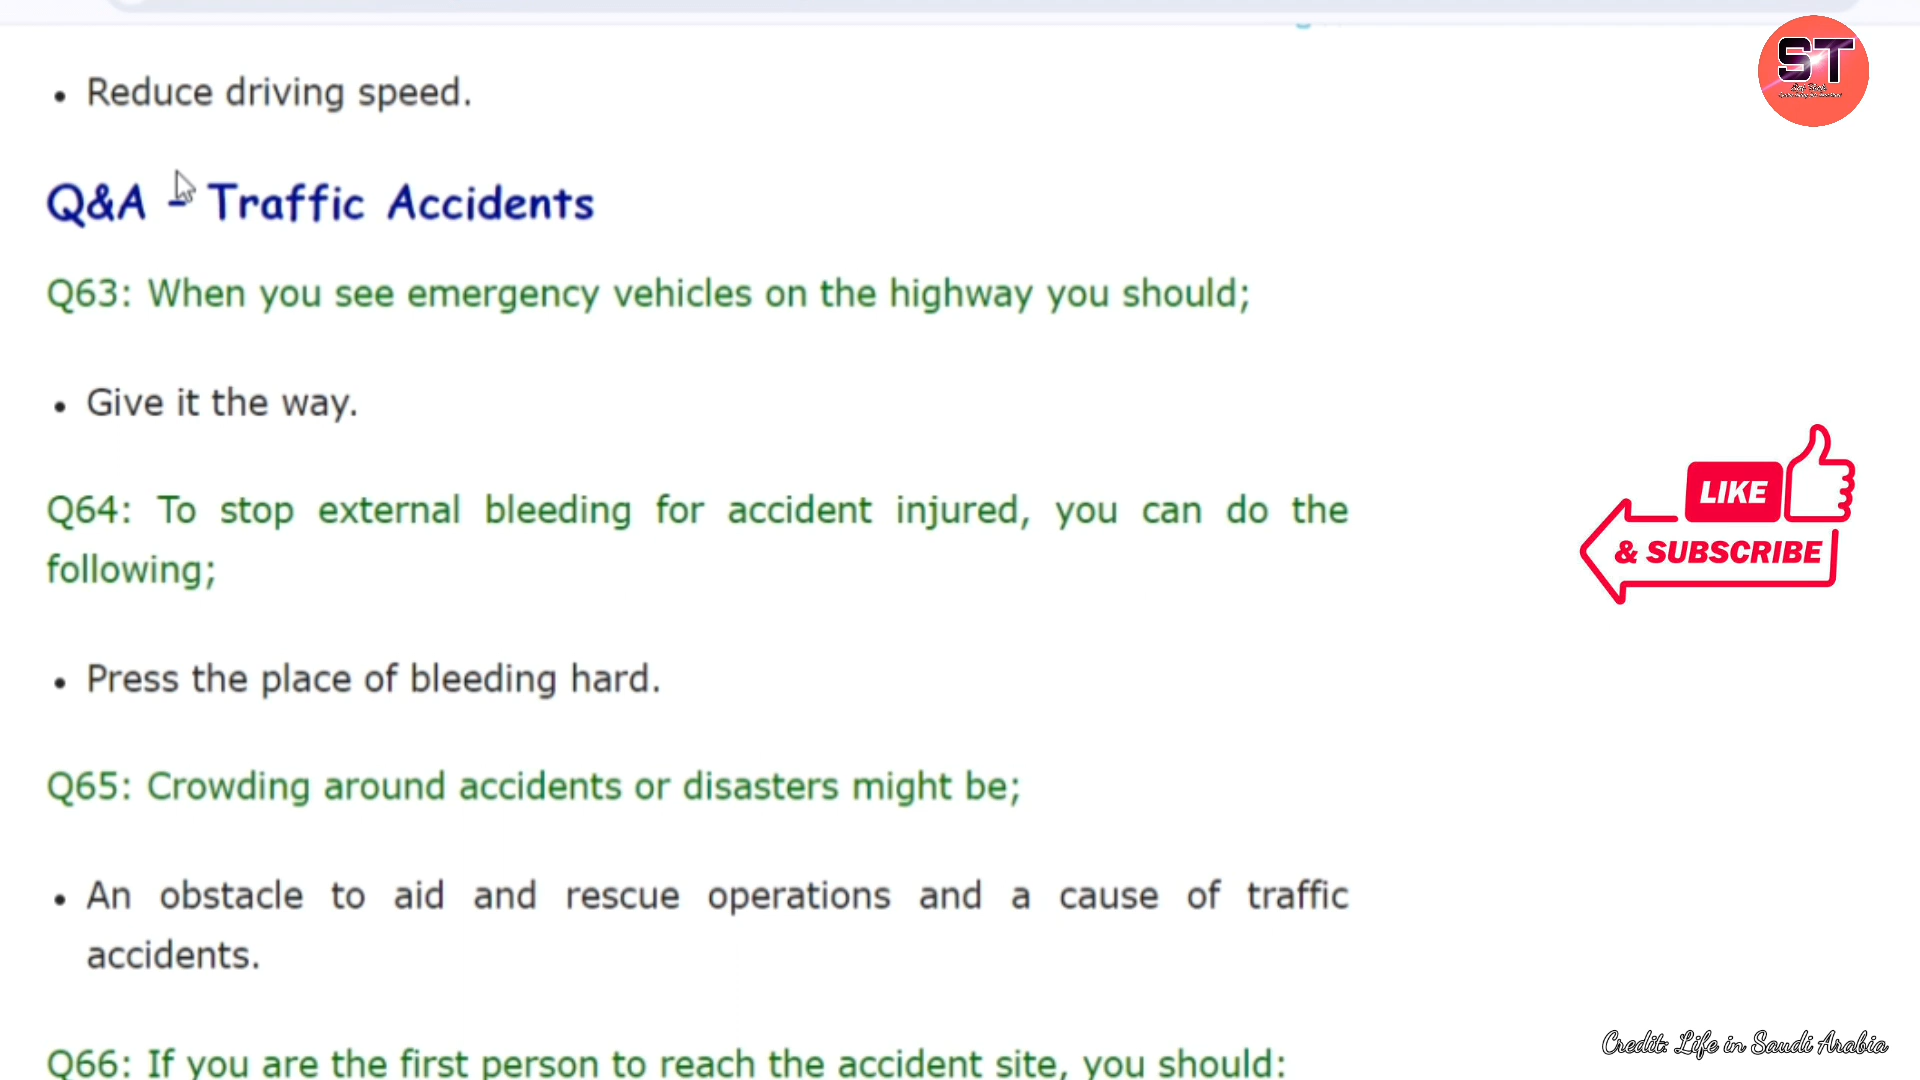 ST
• Reduce driving speed.
Q&A - Traffic Accidents
Q63: When you see emergency vehicles on the highway you should;
• Give it the way.
Q64: To stop external bleeding for accident injured, you can do the
following;
LIKE
& SUBSCRIBE
• Press the place of bleeding hard.
Q65: Crowding around accidents or disasters might be;
• An obstacle to aid and rescue operations and a cause of traffic
accidents.
Q66: If you are the first person to reach the accident site, you should:
Credit: Life in Saudi Arabia